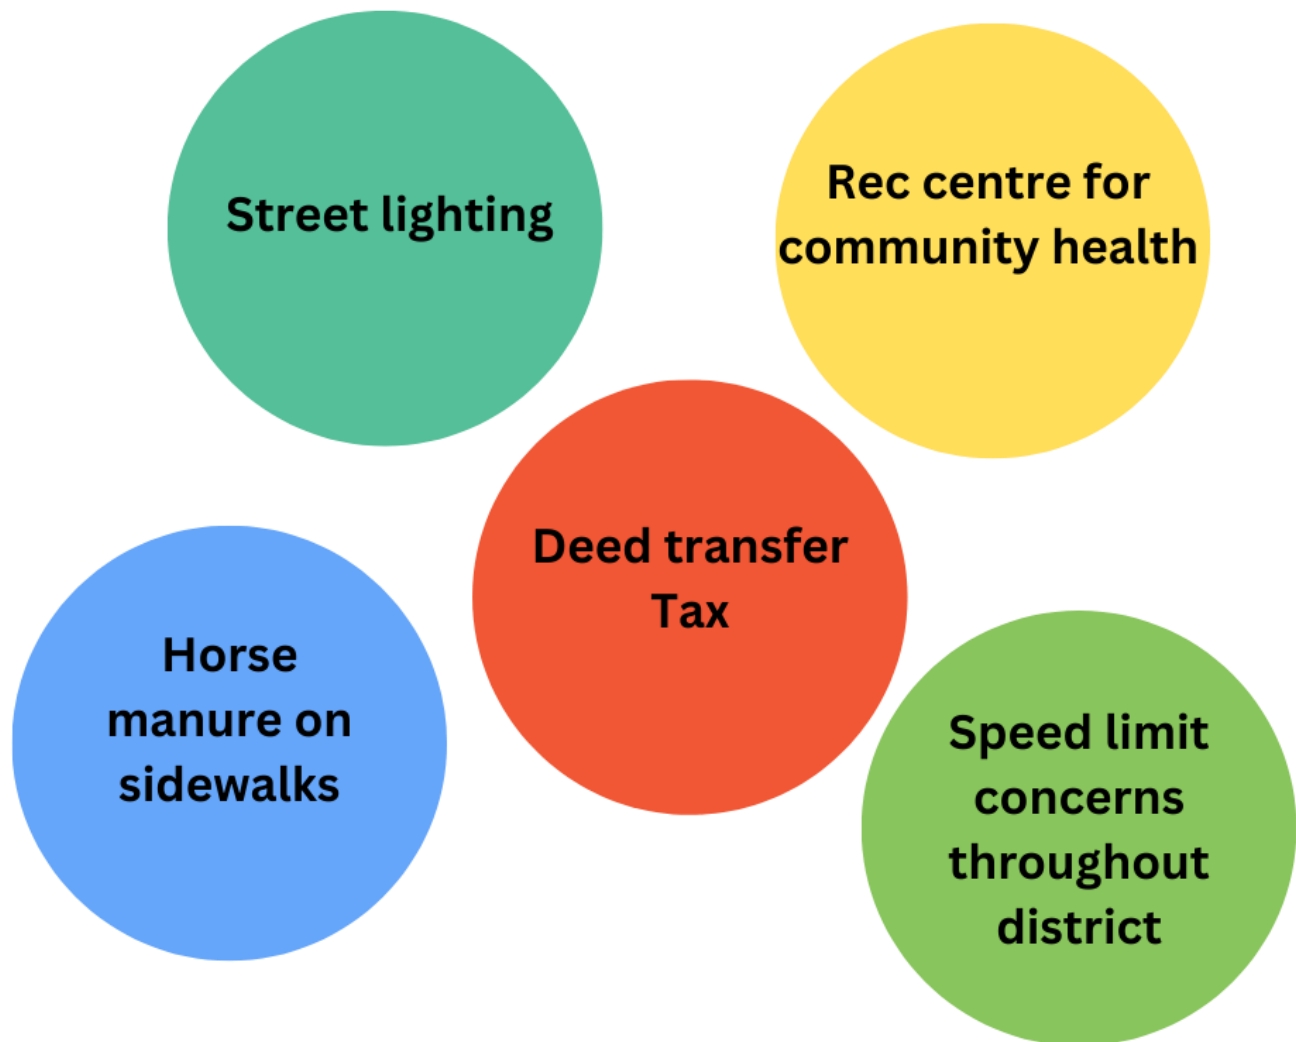 Street lighting
Rec centre for
community health
Deed transfer
Tax
Horse
manure on
sidewalks
Speed limit
concerns
throughout
district